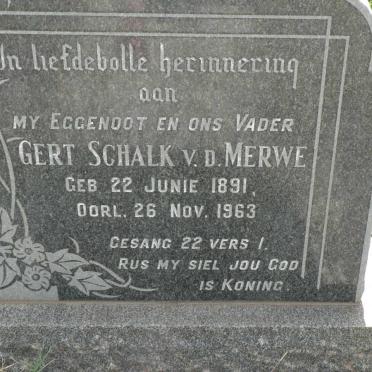 In liefdevolle herinnering
aan
MY EGGENOOT EN ONS VADER
GERT SCHALK V.D. MERWE
GEB 22 JUNIE 1891,
OORL. 26 NOV. 1963
GESANG 22 VERS 1.
RUS MY SIEL JOU GOD
IS KONING.